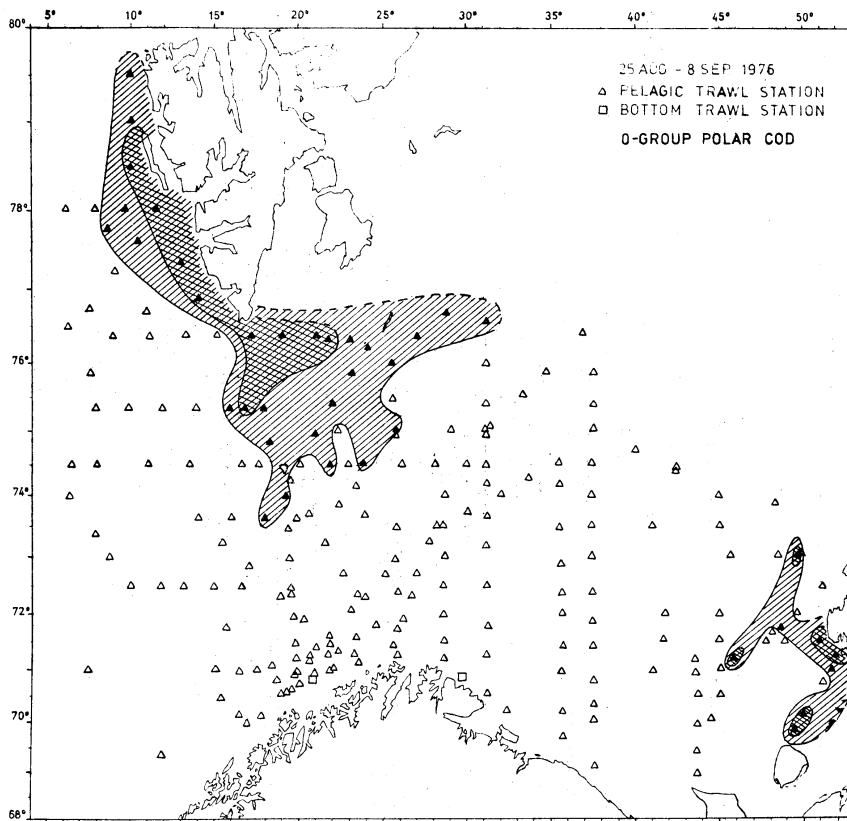 5° 10° 15° 20° 25° 30° 35° 40° 45° 50°
80°
25 AUG - 8 SEP 1976
△ PELAGIC TRAWL STATION
□ BOTTOM TRAWL STATION
0-GROUP POLAR COD
78°
76°
74°
72°
70°
68°